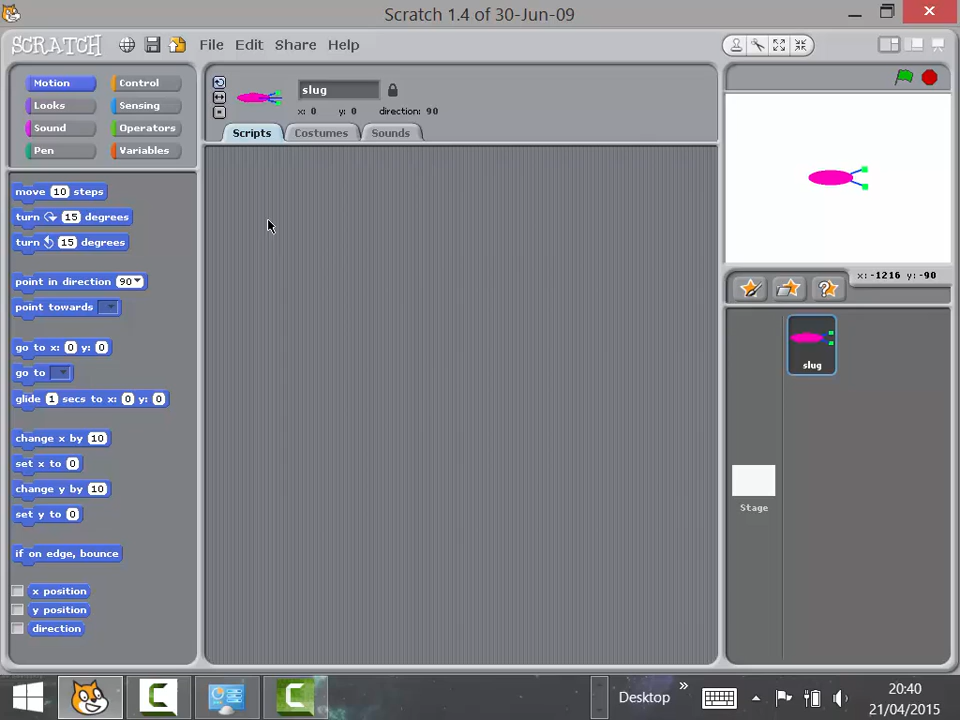 Scratch 1.4 of 30-Jun-09
SCRATCH File Edit Share Help
Motion Control
Looks Sensing
Sound Operators
Pen Variables
slug
x: 0 y: 0 direction: 90
Scripts Costumes Sounds
move 10 steps
turn 15 degrees
turn 15 degrees
point in direction 90
point towards
go to x: 0 y: 0
go to
glide 1 secs to x: 0 y: 0
change x by 10
set x to 0
change y by 10
set y to 0
if on edge, bounce
x position
y position
direction
x: -1216 y: -90
slug
Stage
Desktop
20:40
21/04/2015